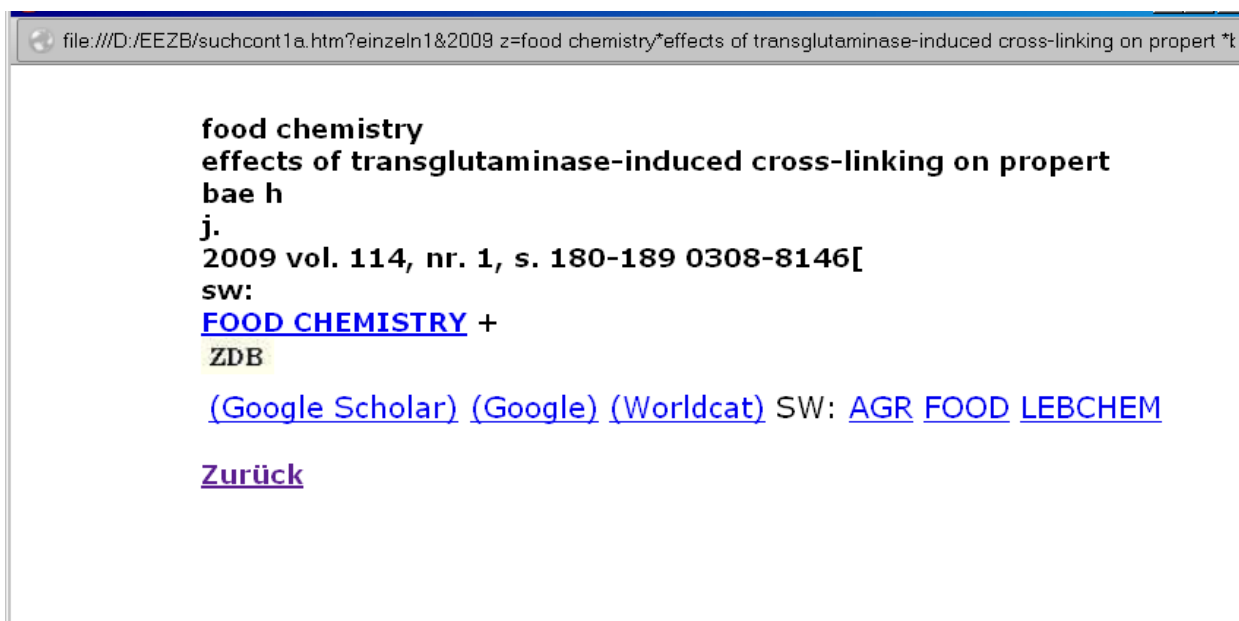 file:///D:/EEZB/suchcont1a.htm?einzeln1&2009 z=food chemistry*effects of transglutaminase-induced cross-linking on propert *b
food chemistry
effects of transglutaminase-induced cross-linking on propert
bae h
j.
2009 vol. 114, nr. 1, s. 180-189 0308-8146[
sw:
FOOD CHEMISTRY +
ZDB
(Google Scholar) (Google) (Worldcat) SW: AGR FOOD LEBCHEM
Zurück